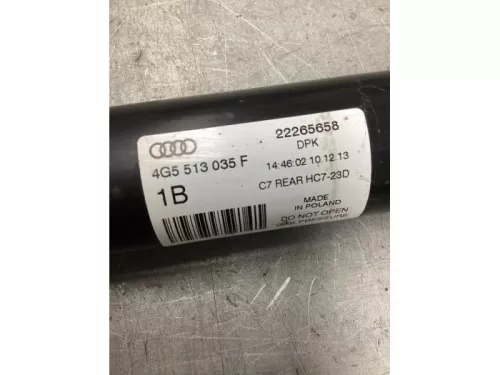 4G5 513 035 F
1B
22265658
DPK
14:46:02 10.12.13
C7 REAR HC7-23D
MADE
IN POLAND
DO NOT OPEN
PRESSURE